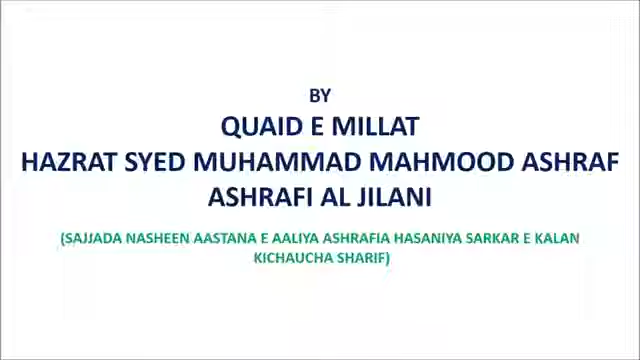 BY
QUAID E MILLAT
HAZRAT SYED MUHAMMAD MAHMOOD ASHRAF
ASHRAFI AL JILANI
(SAJJADA NASHEEN AASTANA E AALIYA ASHRAFIA HASANIYA SARKAR E KALAN
KICHAUCHA SHARIF)